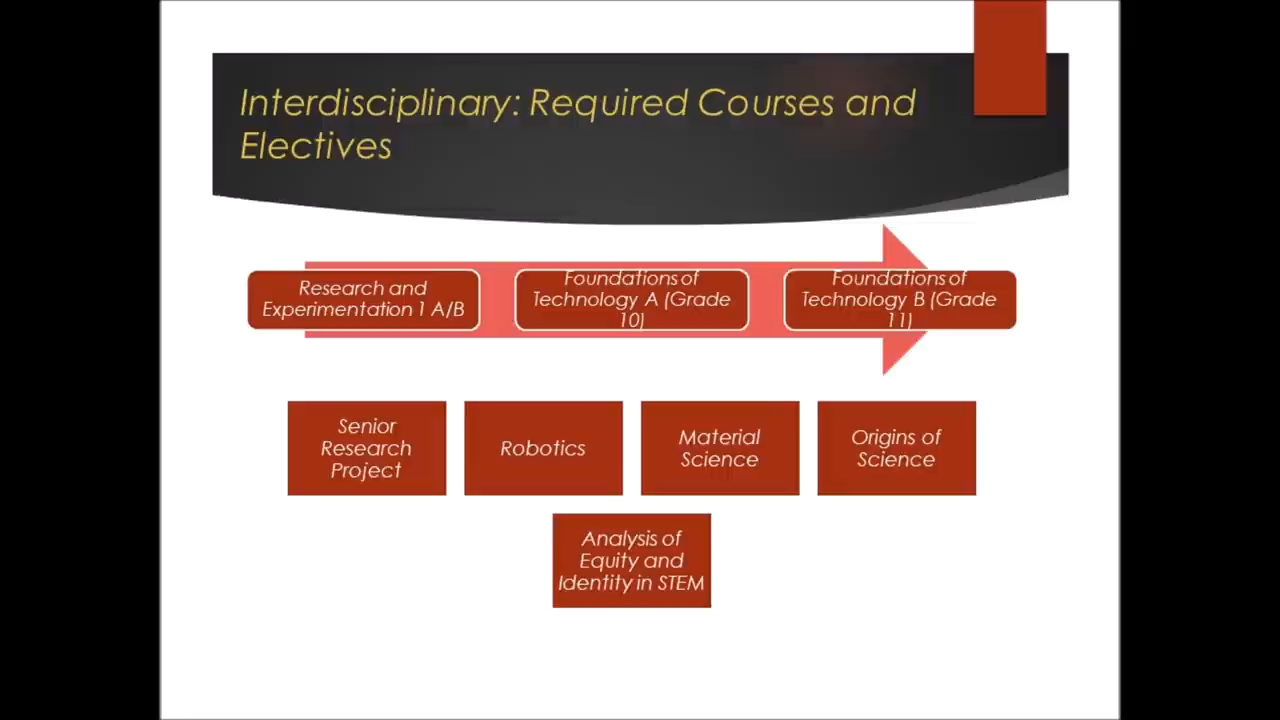 Interdisciplinary: Required Courses and
Electives
Research and
Experimentation 1 A/B
Foundations of
Technology A (Grade
10)
Foundations of
Technology B (Grade
11)
Senior
Research
Project
Robotics
Material
Science
Origins of
Science
Analysis of
Equity and
Identity in STEM